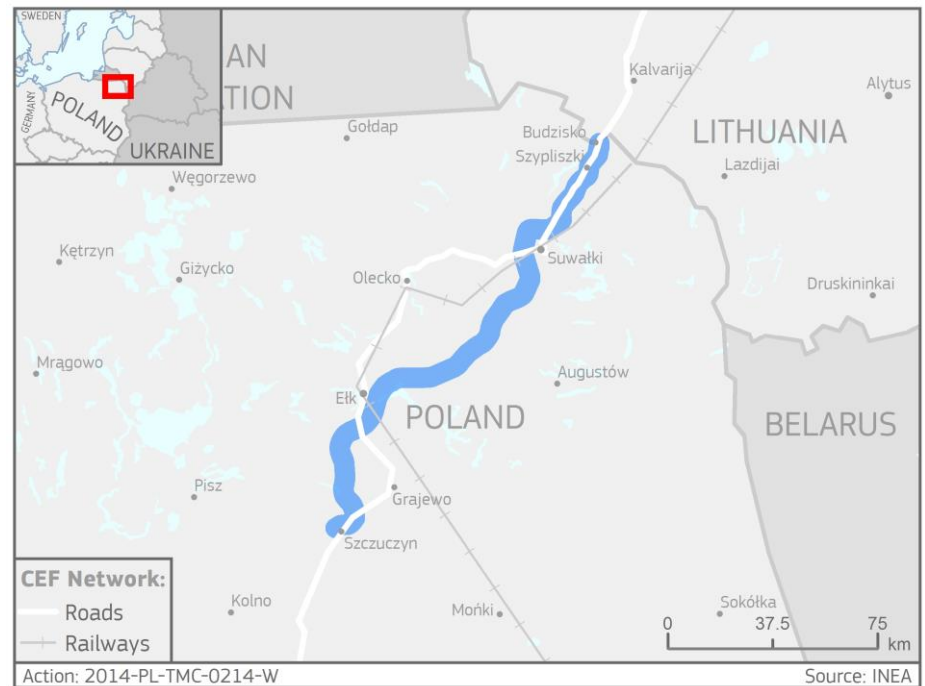 SWEDEN
GERMANY
POLAND
UKRAINE
AN
TION
Kalvarija
Alytus
Gołdap
Budzisko
LITHUANIA
Szypliszki
Lazdijai
Węgorzewo
Kętrzyn
Giżycko
Olecko
Suwałki
Druskininkai
Mrągowo
Augustów
Ełk
POLAND
BELARUS
Pisz
Grajewo
Szczuczyn
CEF Network:
Roads
Railways
Kolno
Mońki
Sokółka
0 37.5 75
km
Action: 2014-PL-TMC-0214-W
Source: INEA